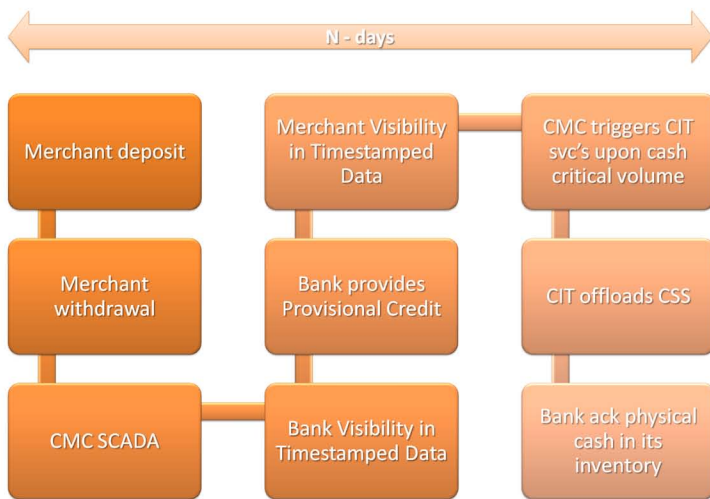 N - days
Merchant deposit
Merchant
withdrawal
CMC SCADA
Bank Visibility in
Timestamped Data
Bank provides
Provisional Credit
Merchant Visibility
in Timestamped
Data
CMC triggers CIT
svc's upon cash
critical volume
CIT offloads CSS
Bank ack physical
cash in its
inventory